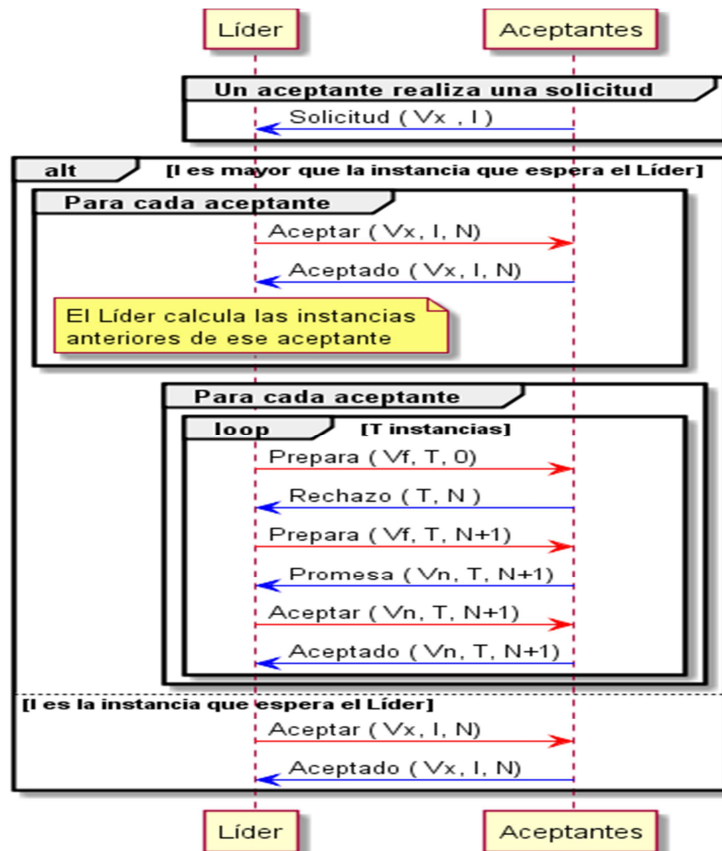 Líder
Aceptantes
Un aceptante realiza una solicitud
Solicitud ( Vx , I )
alt
[I es mayor que la instancia que espera el Líder]
Para cada aceptante
Aceptar ( Vx, I, N)
Aceptado ( Vx, I, N)
El Líder calcula las instancias
anteriores de ese aceptante
Para cada aceptante
loop
[T instancias]
Prepara ( Vf, T, 0)
Rechazo ( T, N )
Prepara ( Vf, T, N+1)
Promesa ( Vn, T, N+1)
Aceptar ( Vn, T, N+1)
Aceptado ( Vn, T, N+1)
[I es la instancia que espera el Líder]
Aceptar ( Vx, I, N)
Aceptado ( Vx, I, N)
Líder
Aceptantes